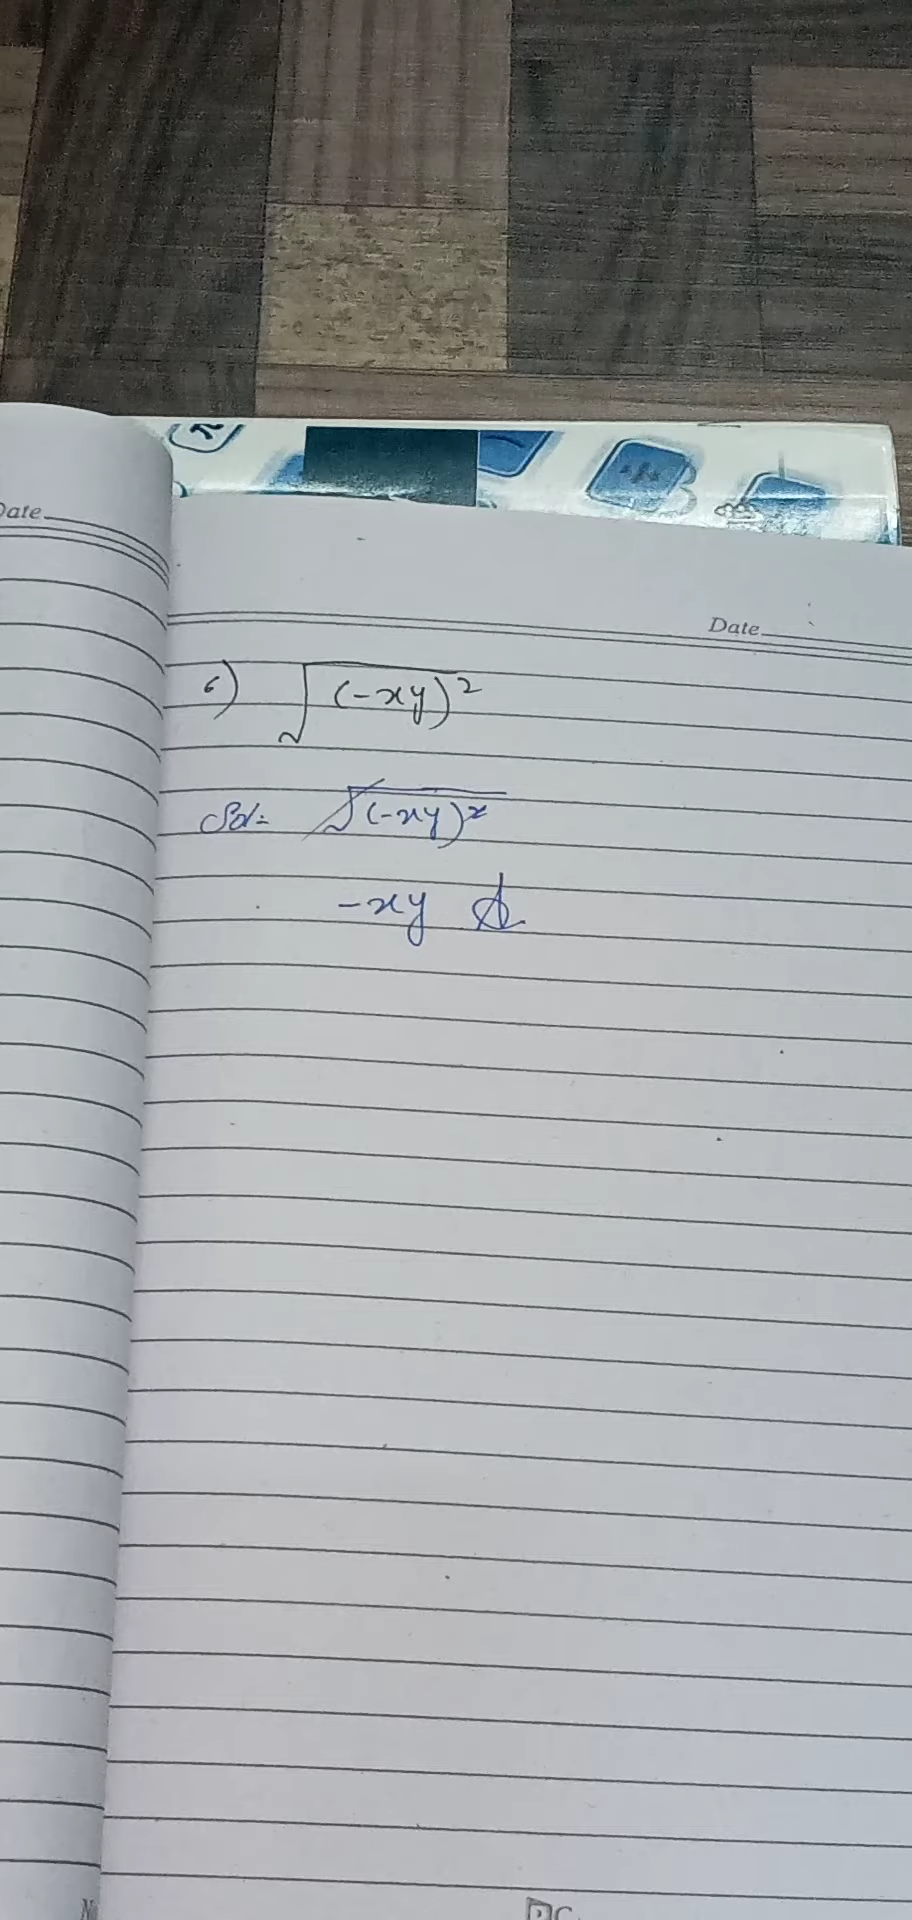 Date
Date
6) √(-xy)²
Sol:- √(-xy)²
-xy A